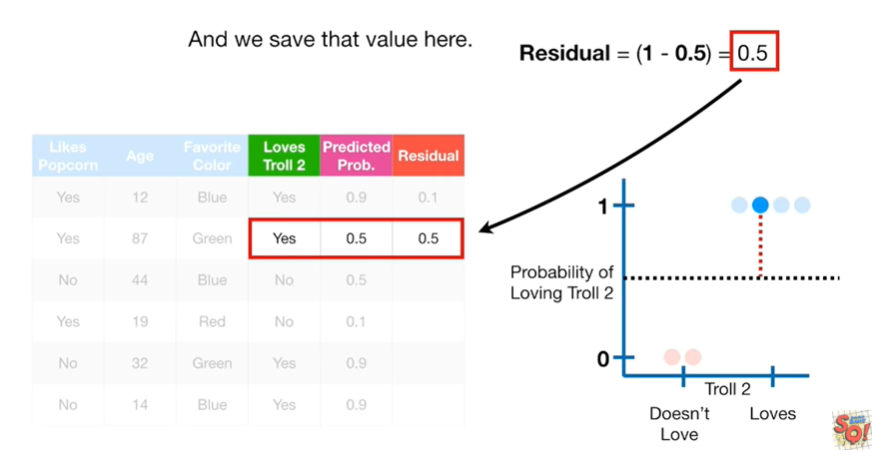 And we save that value here.
Residual = (1 - 0.5) = 0.5
Likes Popcorn Age Favorite Color Loves Troll 2 Predicted Prob. Residual
Yes 12 Blue Yes 0.9 0.1
Yes 87 Green Yes 0.5 0.5
No 44 Blue No 0.5
Yes 19 Red No 0.1
No 32 Green Yes 0.9
No 14 Blue Yes 0.9
1
Probability of
Loving Troll 2
0
Troll 2
Doesn't
Love
Loves
SQ!